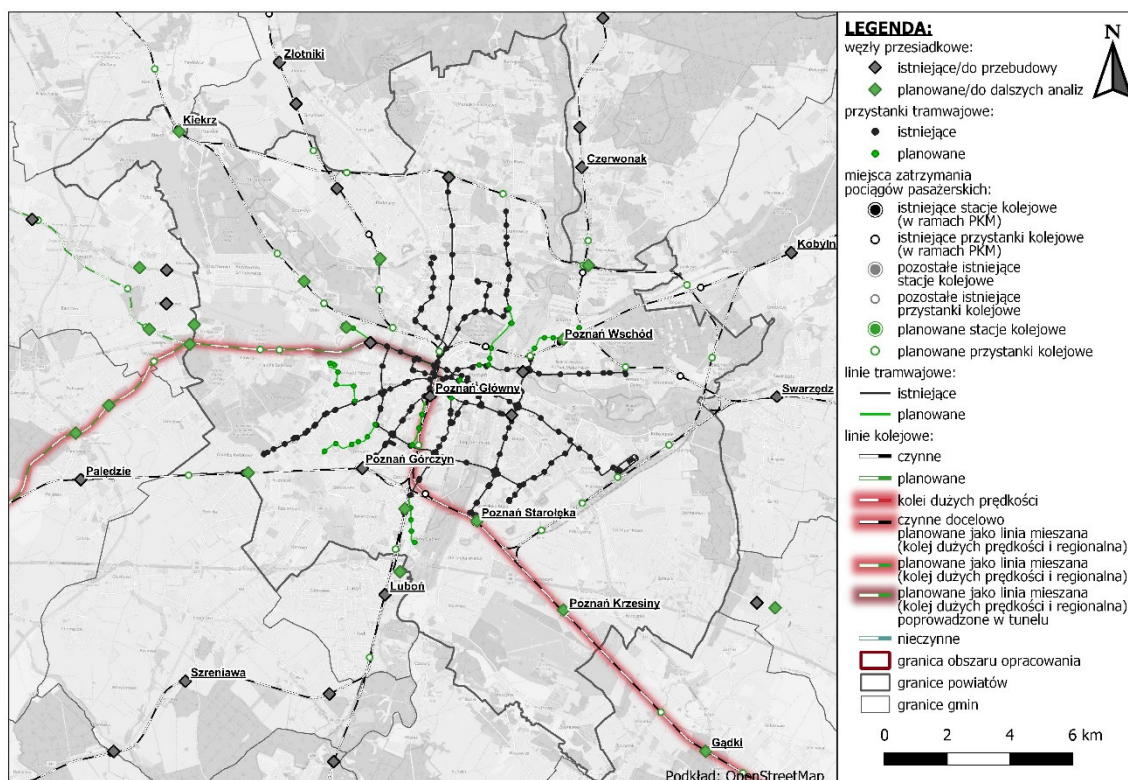 Złotniki
Kiekrz
Czerwonak
Kobyln
Poznań Wschód
Poznań Główny
Swarzędz
Poznań Górczyn
Palędzie
Poznań Starołęka
Luboń
Poznań Krzesiny
Szreniawa
Gądki
Podkład: OpenStreetMap
LEGENDA:
N
węzły przesiadkowe:
istniejące/do przebudowy
planowane/do dalszych analiz
przystanki tramwajowe:
istniejące
planowane
miejsca zatrzymania
pociągów pasażerskich:
istniejące stacje kolejowe
(w ramach PKM)
istniejące przystanki kolejowe
(w ramach PKM)
pozostałe istniejące
stacje kolejowe
pozostałe istniejące
przystanki kolejowe
planowane stacje kolejowe
planowane przystanki kolejowe
linie tramwajowe:
istniejące
planowane
linie kolejowe:
czynne
planowane
kolei dużych prędkości
czynne docelowo
planowane jako linia mieszana
(kolej dużych prędkości i regionalna)
planowane jako linia mieszana
(kolej dużych prędkości i regionalna)
planowane jako linia mieszana
(kolej dużych prędkości i regionalna)
poprowadzone w tunelu
nieczynne
granica obszaru opracowania
granice powiatów
granice gmin
0 2 4 6 km